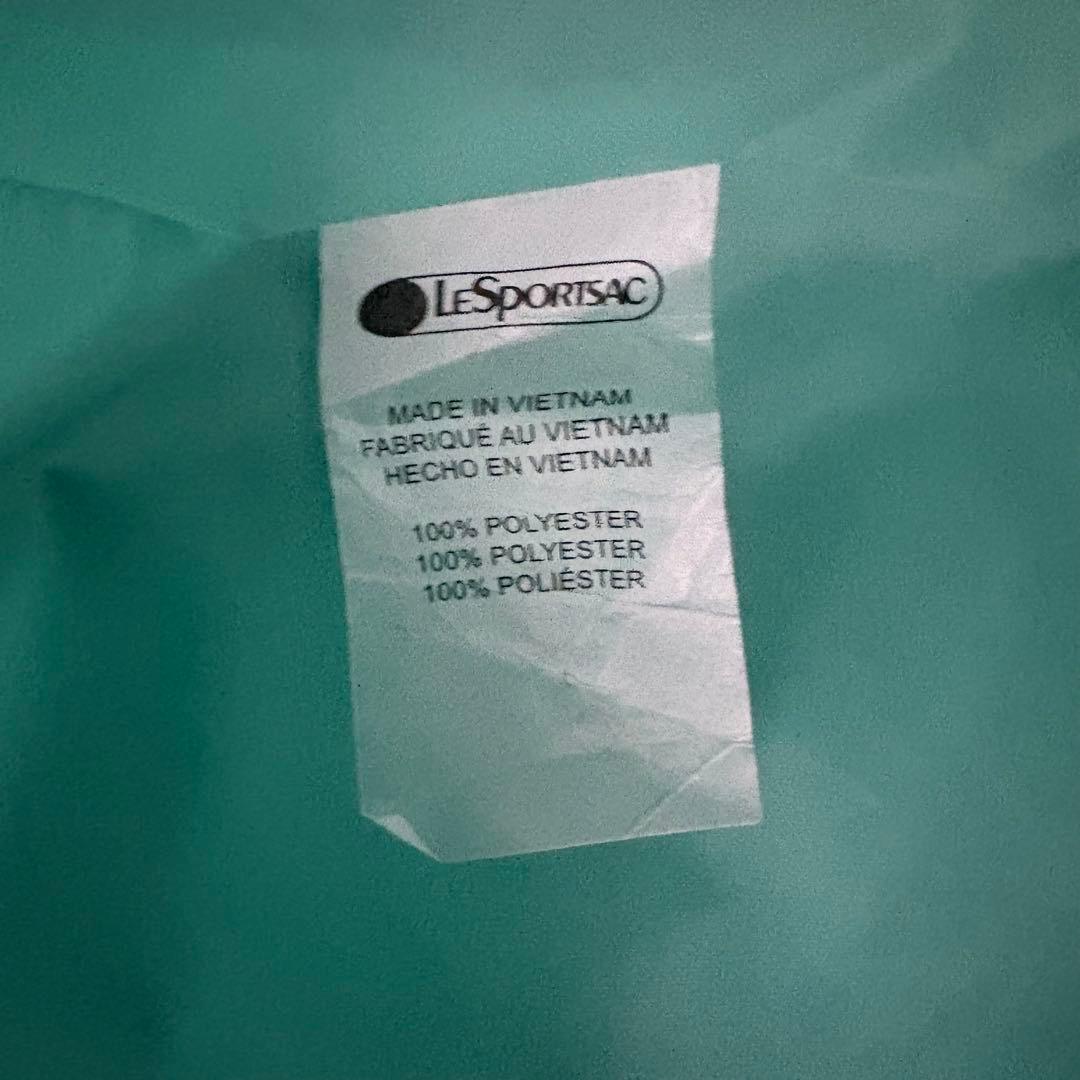 LESPORTSAC
MADE IN VIETNAM
FABRIQUÉ AU VIETNAM
HECHO EN VIETNAM
100% POLYESTER
100% POLYESTER
100% POLIÉSTER